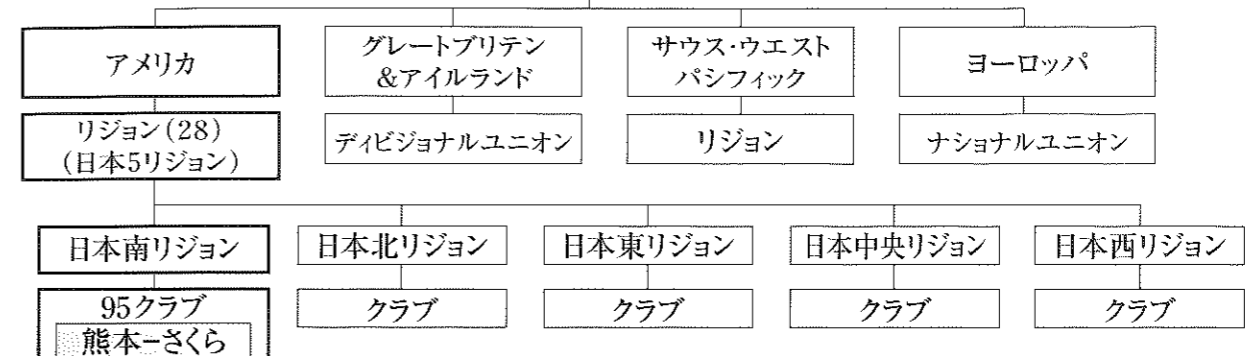 アメリカ
グレートブリテン
&アイルランド
サウス・ウエスト
パシフィック
ヨーロッパ
リジョン(28)
(日本5リジョン)
ディビジョナルユニオン
リジョン
ナショナルユニオン
日本南リジョン
日本北リジョン
日本東リジョン
日本中央リジョン
日本西リジョン
95クラブ
熊本−さくら
クラブ
クラブ
クラブ
クラブ